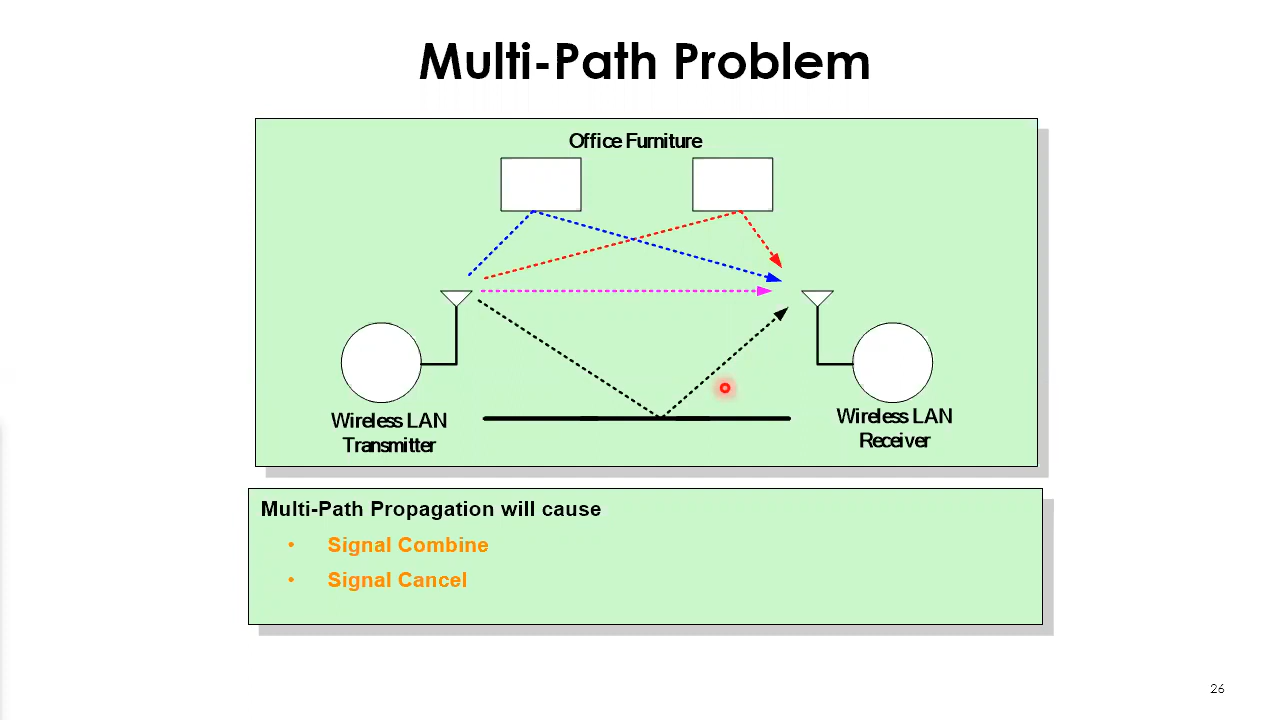 Multi-Path Problem
Office Furniture
Wireless LAN
Transmitter
Wireless LAN
Receiver
Multi-Path Propagation will cause
• Signal Combine
• Signal Cancel
26